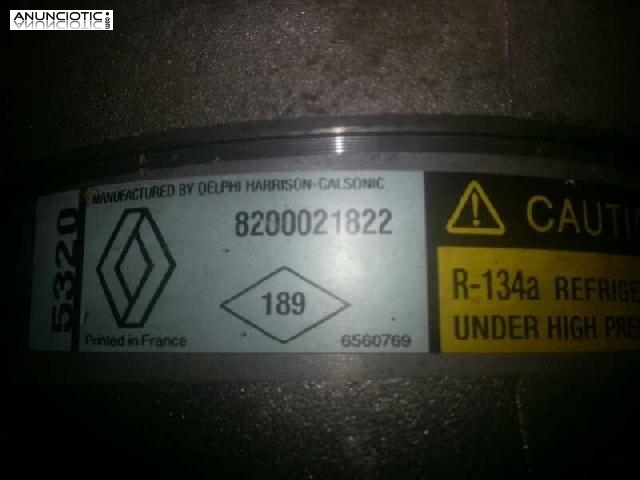 ANUNCIOTIC.com
MANUFACTURED BY DELPHI HARRISON-CALSONIC
5320
8200021822
189
Printed in France
6560769
CAUTI
R-134a REFRIGE
UNDER HIGH PRE